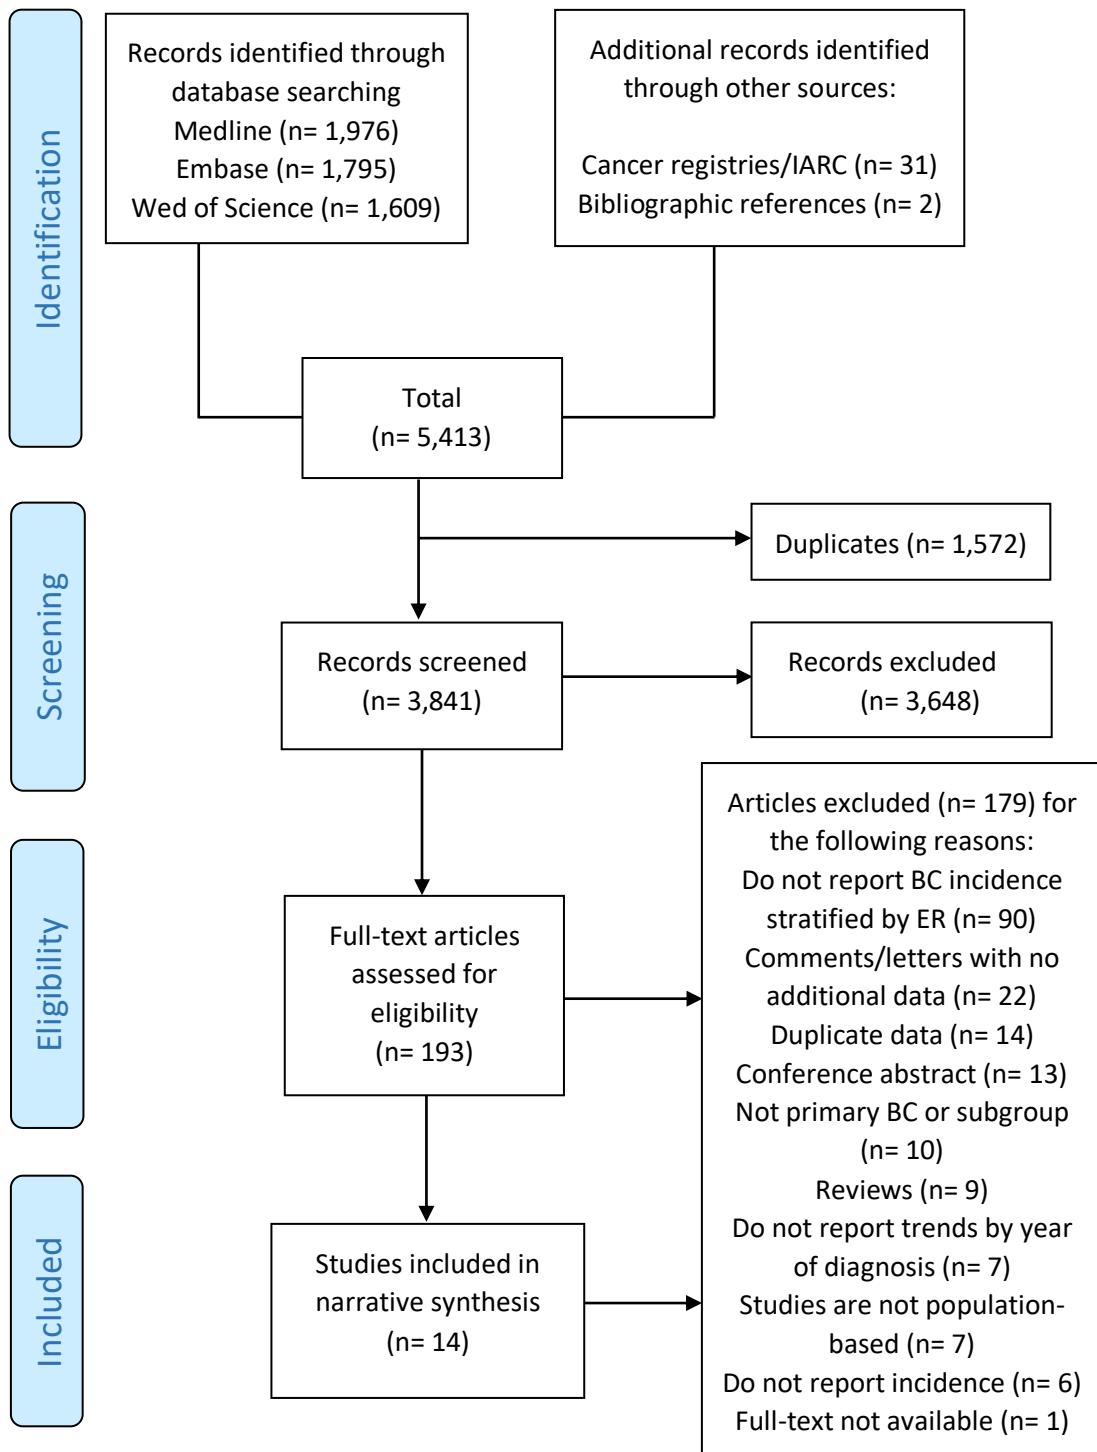 Identification
Records identified through
database searching
Medline (n= 1,976)
Embase (n= 1,795)
Wed of Science (n= 1,609)
Additional records identified
through other sources:
Cancer registries/IARC (n= 31)
Bibliographic references (n= 2)
Total
(n= 5,413)
Screening
Duplicates (n= 1,572)
Records screened
(n= 3,841)
Records excluded
(n= 3,648)
Eligibility
Full-text articles
assessed for
eligibility
(n= 193)
Articles excluded (n= 179) for
the following reasons:
Do not report BC incidence
stratified by ER (n= 90)
Comments/letters with no
additional data (n= 22)
Duplicate data (n= 14)
Conference abstract (n= 13)
Not primary BC or subgroup
(n= 10)
Reviews (n= 9)
Do not report trends by year
of diagnosis (n= 7)
Studies are not population-
based (n= 7)
Do not report incidence (n= 6)
Full-text not available (n= 1)
Included
Studies included in
narrative synthesis
(n= 14)